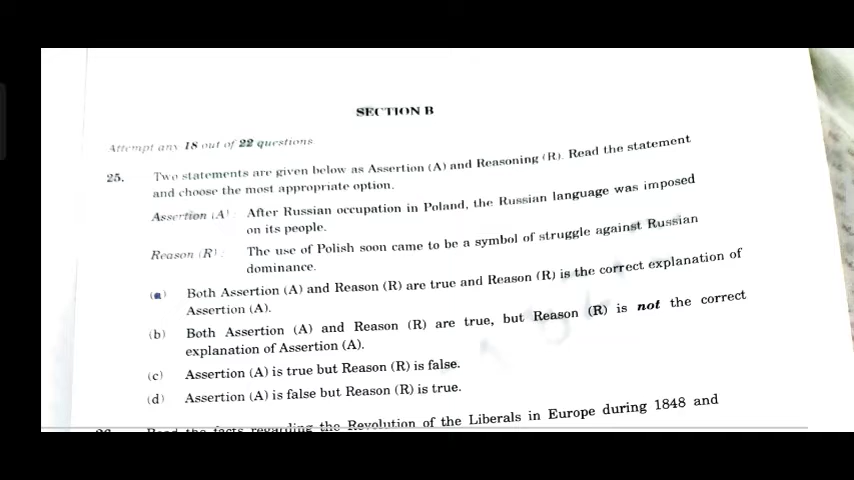 SECTION B
Attempt any 18 out of 22 questions.
25. Two statements are given below as Assertion (A) and Reasoning (R). Read the statement
and choose the most appropriate option.
Assertion (A) : After Russian occupation in Poland, the Russian language was imposed
on its people.
Reason (R) : The use of Polish soon came to be a symbol of struggle against Russian
dominance.
(a) Both Assertion (A) and Reason (R) are true and Reason (R) is the correct explanation of
Assertion (A).
(b) Both Assertion (A) and Reason (R) are true, but Reason (R) is not the correct
explanation of Assertion (A).
(c) Assertion (A) is true but Reason (R) is false.
(d) Assertion (A) is false but Reason (R) is true.
26. Read the facts regarding the Revolution of the Liberals in Europe during 1848 and